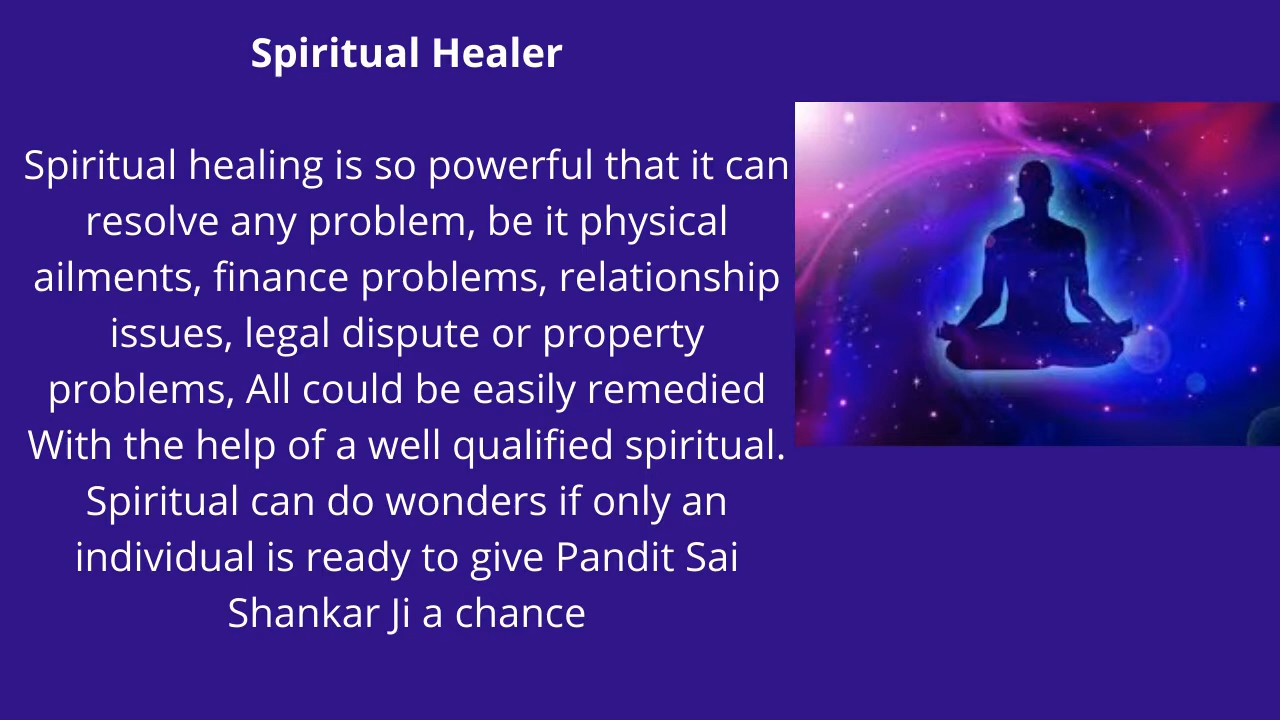 Spiritual Healer
Spiritual healing is so powerful that it can
resolve any problem, be it physical
ailments, finance problems, relationship
issues, legal dispute or property
problems, All could be easily remedied
With the help of a well qualified spiritual.
Spiritual can do wonders if only an
individual is ready to give Pandit Sai
Shankar Ji a chance